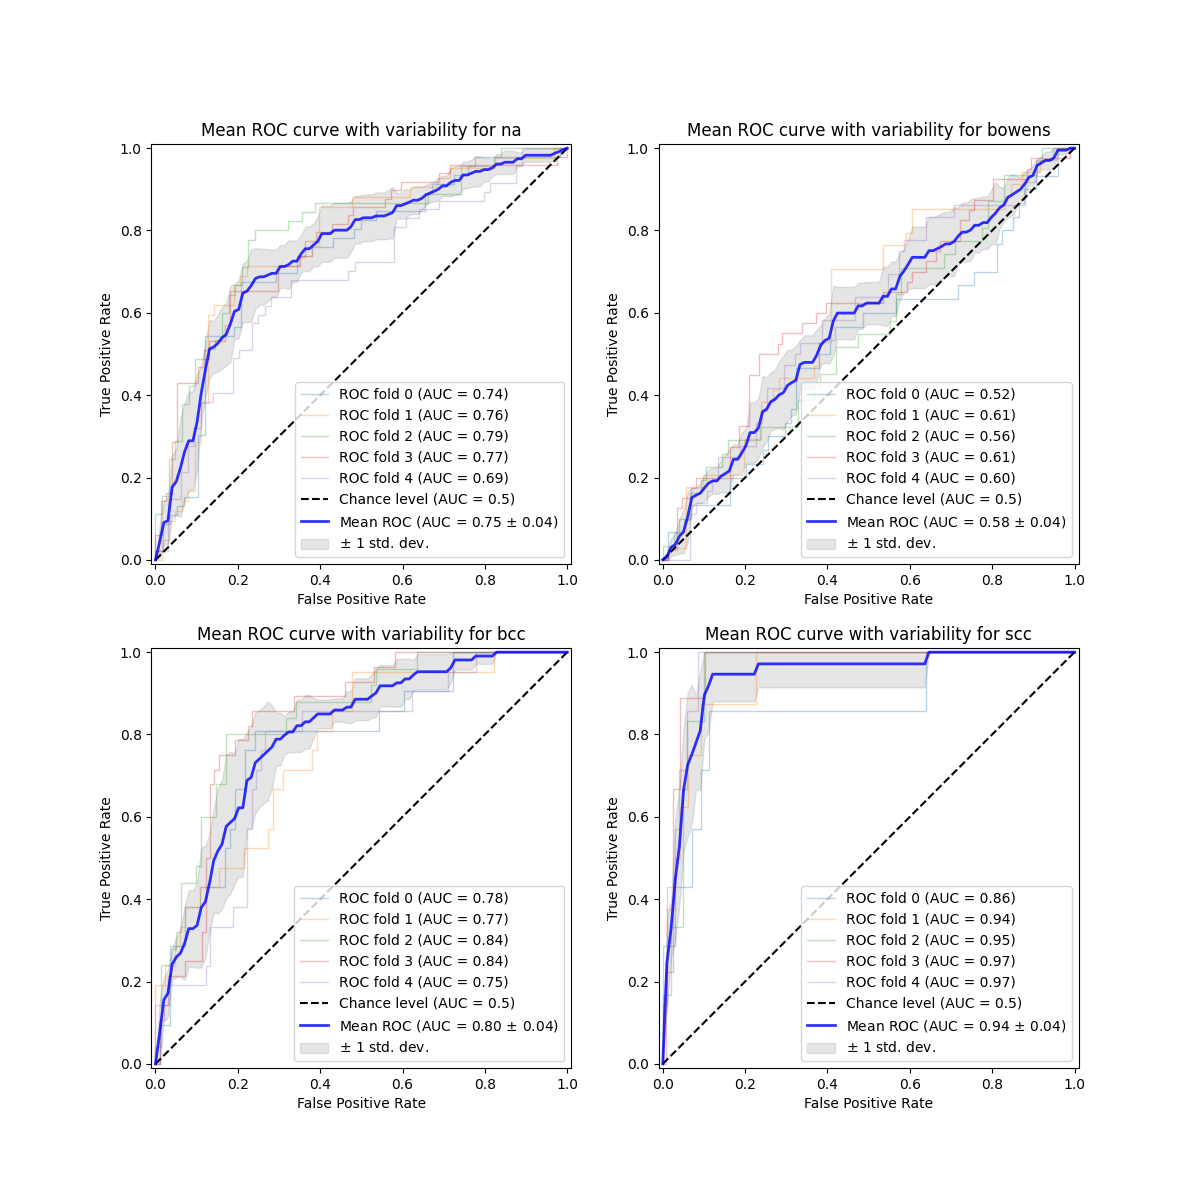 Mean ROC curve with variability for na
True Positive Rate
1.0
0.8
0.6
0.4
0.2
0.0
ROC fold 0 (AUC = 0.74)
ROC fold 1 (AUC = 0.76)
ROC fold 2 (AUC = 0.79)
ROC fold 3 (AUC = 0.77)
ROC fold 4 (AUC = 0.69)
Chance level (AUC = 0.5)
Mean ROC (AUC = 0.75 ± 0.04)
± 1 std. dev.
0.0 0.2 0.4 0.6 0.8 1.0
False Positive Rate
Mean ROC curve with variability for bowens
True Positive Rate
1.0
0.8
0.6
0.4
0.2
0.0
ROC fold 0 (AUC = 0.52)
ROC fold 1 (AUC = 0.61)
ROC fold 2 (AUC = 0.56)
ROC fold 3 (AUC = 0.61)
ROC fold 4 (AUC = 0.60)
Chance level (AUC = 0.5)
Mean ROC (AUC = 0.58 ± 0.04)
± 1 std. dev.
0.0 0.2 0.4 0.6 0.8 1.0
False Positive Rate
Mean ROC curve with variability for bcc
True Positive Rate
1.0
0.8
0.6
0.4
0.2
0.0
ROC fold 0 (AUC = 0.78)
ROC fold 1 (AUC = 0.77)
ROC fold 2 (AUC = 0.84)
ROC fold 3 (AUC = 0.84)
ROC fold 4 (AUC = 0.75)
Chance level (AUC = 0.5)
Mean ROC (AUC = 0.80 ± 0.04)
± 1 std. dev.
0.0 0.2 0.4 0.6 0.8 1.0
False Positive Rate
Mean ROC curve with variability for scc
True Positive Rate
1.0
0.8
0.6
0.4
0.2
0.0
ROC fold 0 (AUC = 0.86)
ROC fold 1 (AUC = 0.94)
ROC fold 2 (AUC = 0.95)
ROC fold 3 (AUC = 0.97)
ROC fold 4 (AUC = 0.97)
Chance level (AUC = 0.5)
Mean ROC (AUC = 0.94 ± 0.04)
± 1 std. dev.
0.0 0.2 0.4 0.6 0.8 1.0
False Positive Rate